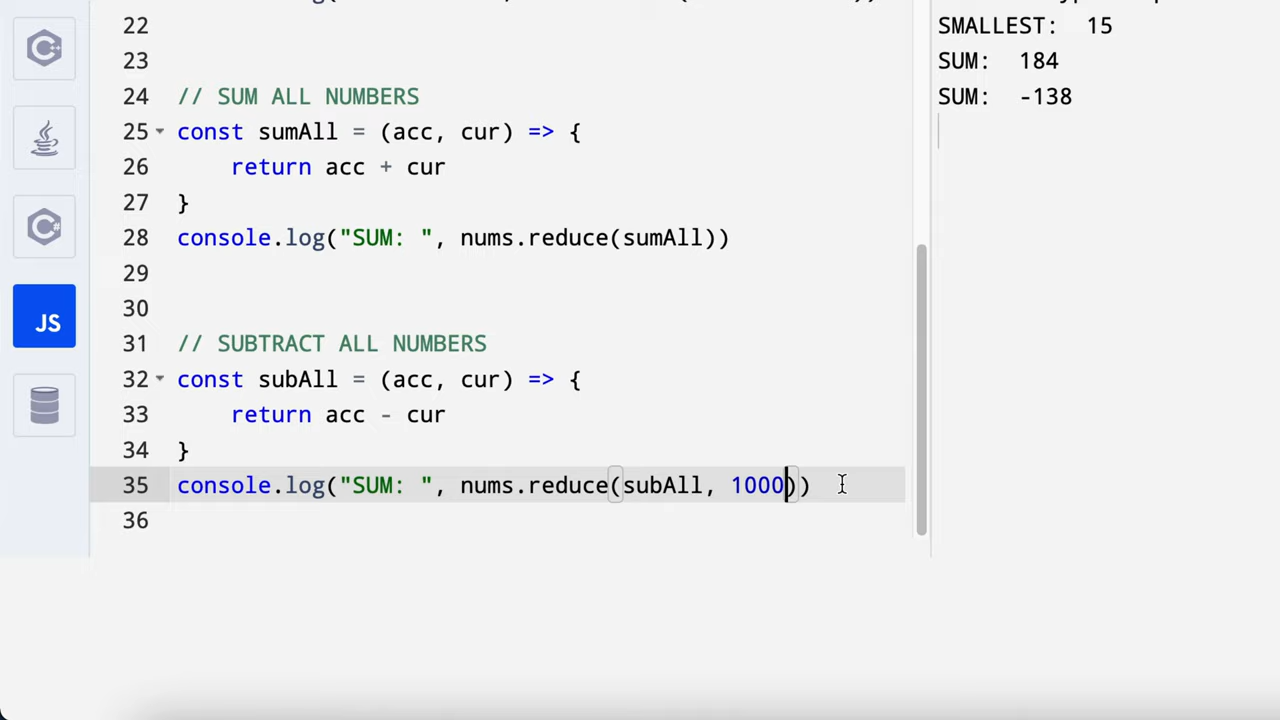 22
23
24 // SUM ALL NUMBERS
25 const sumAll = (acc, cur) => {
26 return acc + cur
27 }
28 console.log("SUM: ", nums.reduce(sumAll))
29
30
31 // SUBTRACT ALL NUMBERS
32 const subAll = (acc, cur) => {
33 return acc - cur
34 }
35 console.log("SUM: ", nums.reduce(subAll, 1000))
36
SMALLEST: 15
SUM: 184
SUM: -138
C++
C#
JS